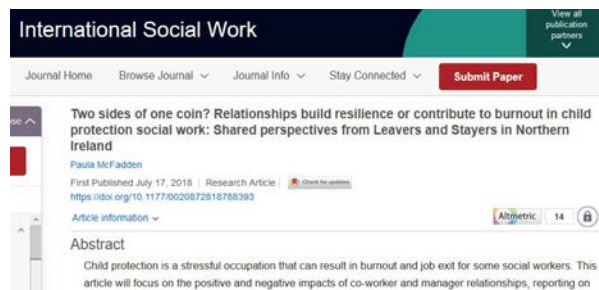 International Social Work
View all
publication
partners
Journal Home Browse Journal Journal Info Stay Connected Submit Paper
Two sides of one coin? Relationships build resilience or contribute to burnout in child
protection social work: Shared perspectives from Leavers and Stayers in Northern
Ireland
Paula McFadden
First Published July 17, 2018 | Research Article | Check for updates
https://doi.org/10.1177/0020872818788393
Article information
Altmetric 14
Abstract
Child protection is a stressful occupation that can result in burnout and job exit for some social workers. This
article will focus on the positive and negative impacts of co-worker and manager relationships, reporting on